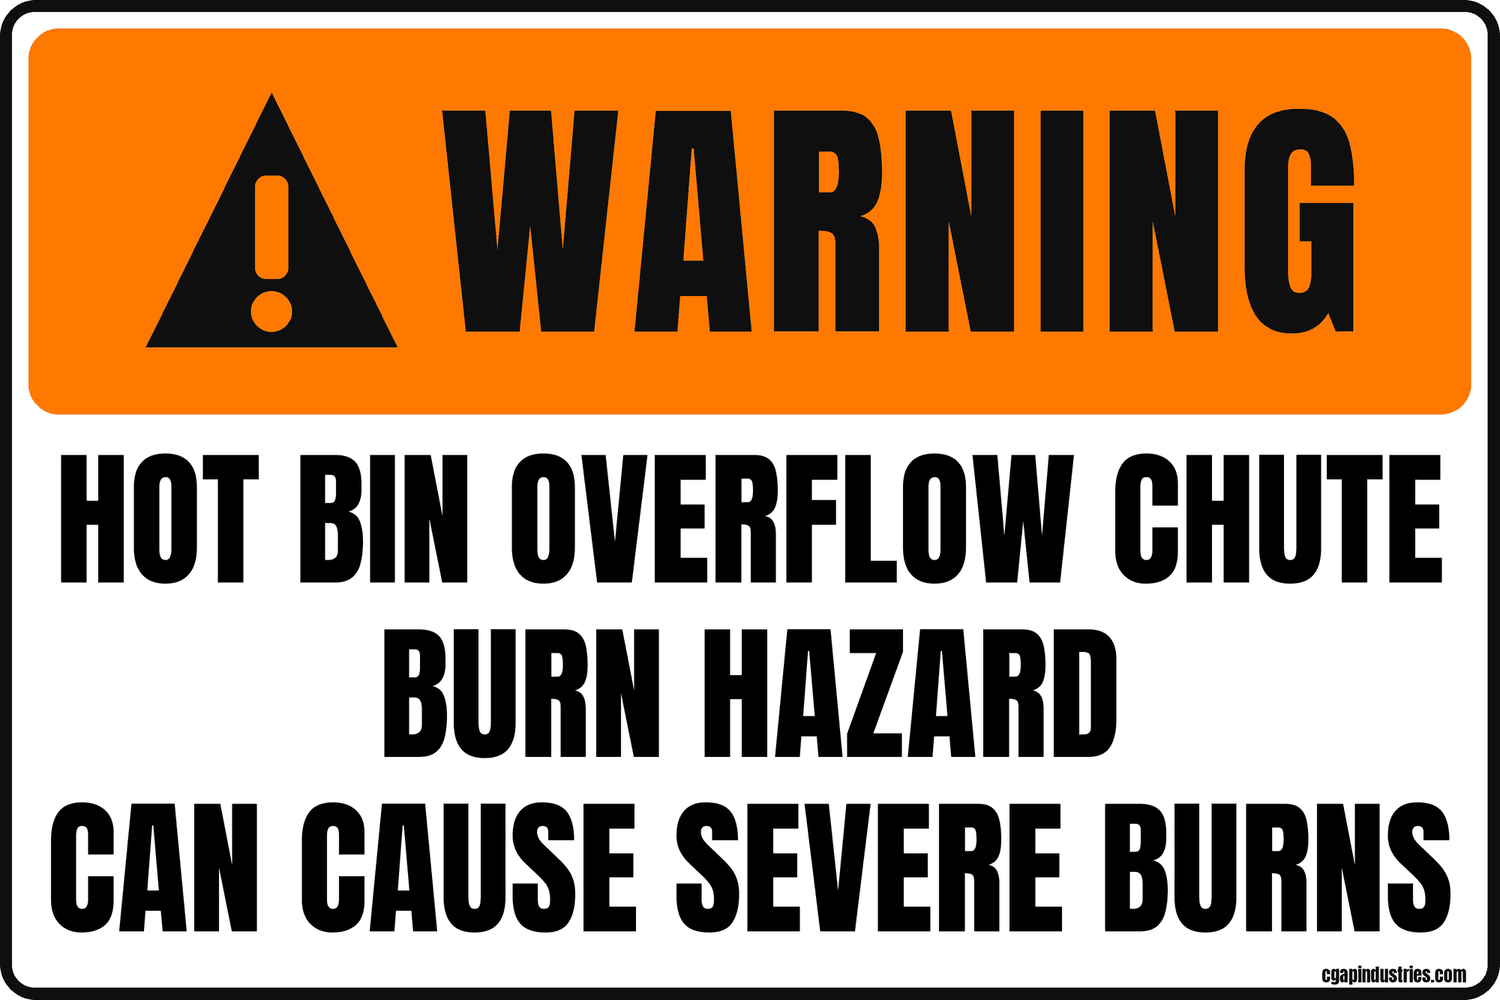 WARNING
HOT BIN OVERFLOW CHUTE
BURN HAZARD
CAN CAUSE SEVERE BURNS
cgapindustries.com